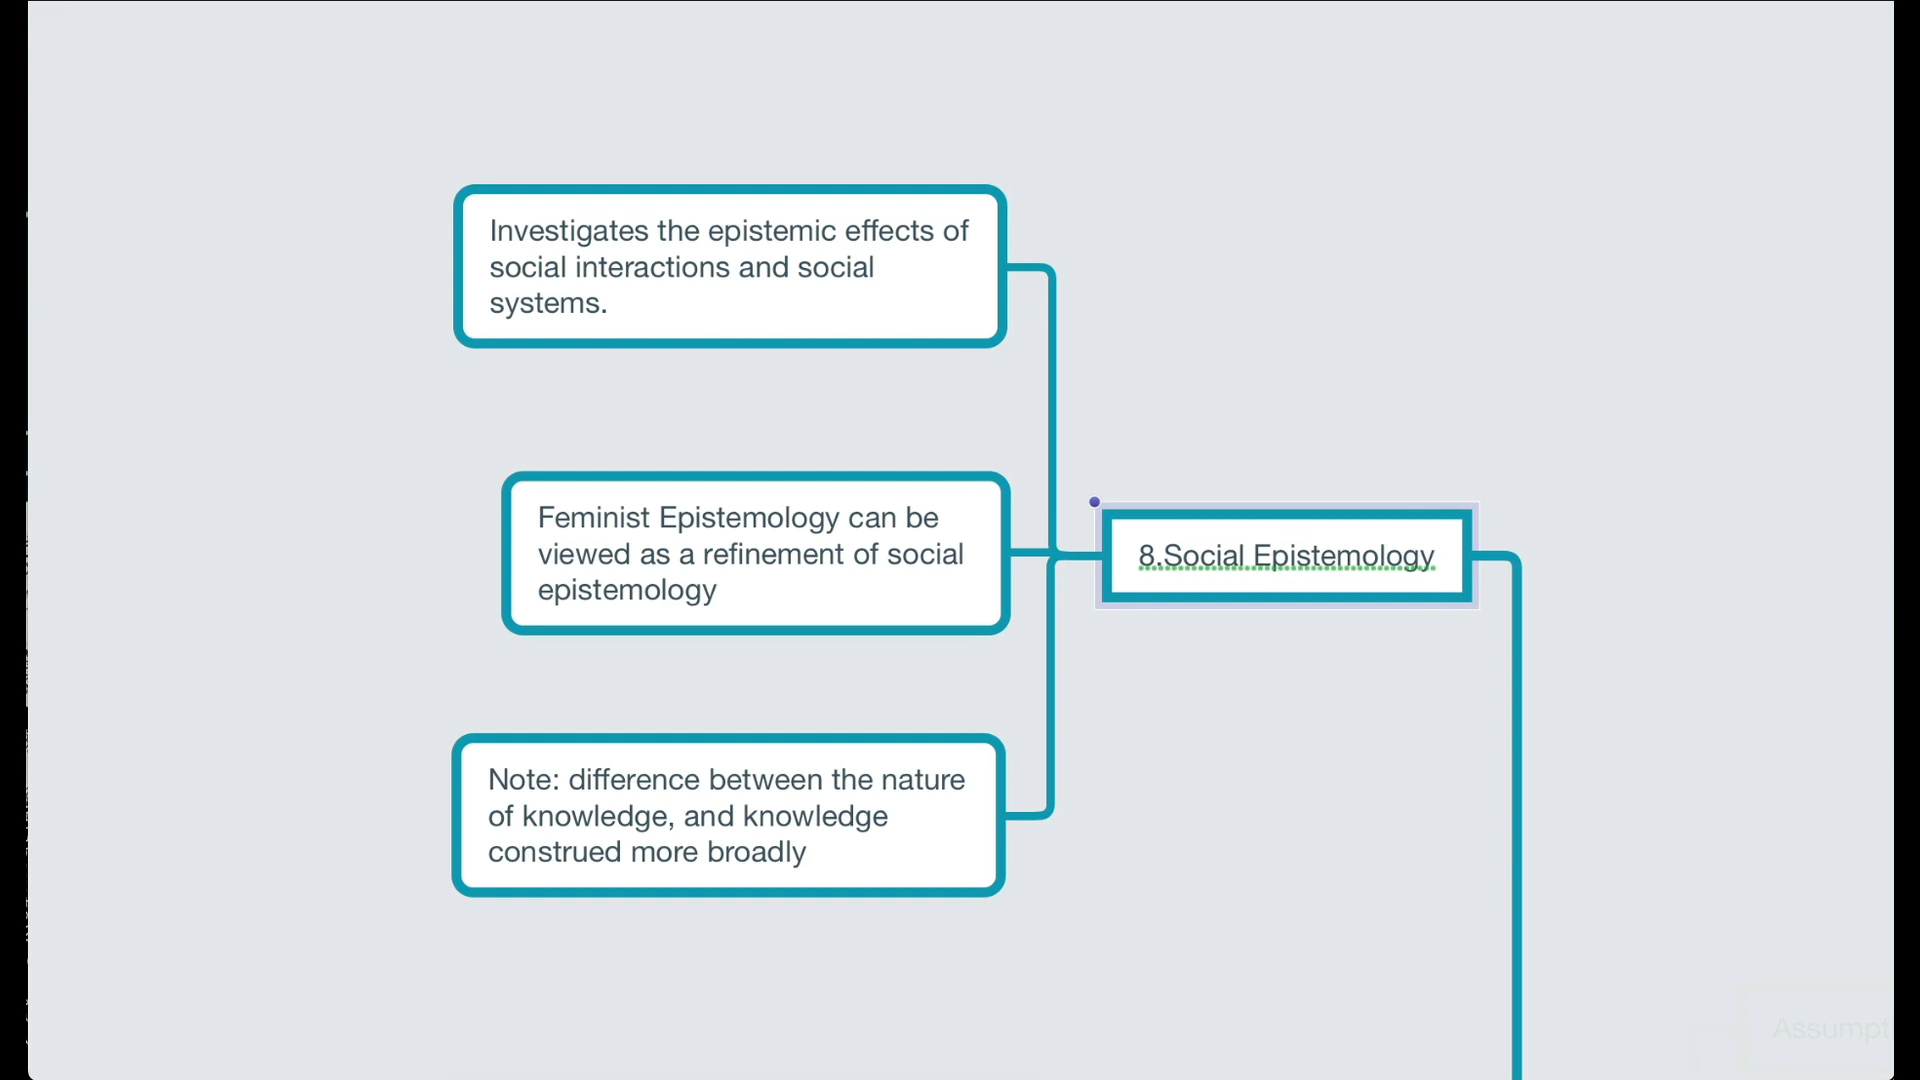 Investigates the epistemic effects of
social interactions and social
systems.
Feminist Epistemology can be
viewed as a refinement of social
epistemology
8.Social Epistemology
Note: difference between the nature
of knowledge, and knowledge
construed more broadly
Assumpt